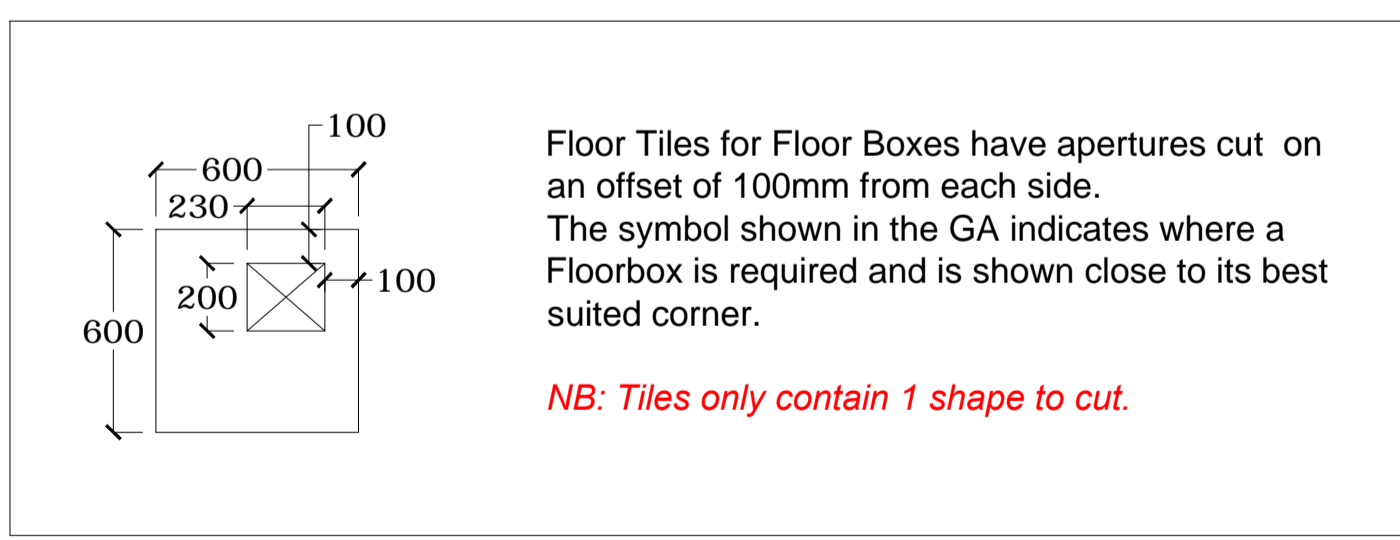 100
600
230
200
100
600
Floor Tiles for Floor Boxes have apertures cut  on
an offset of 100mm from each side.
The symbol shown in the GA indicates where a
Floorbox is required and is shown close to its best
suited corner.
NB: Tiles only contain 1 shape to cut.